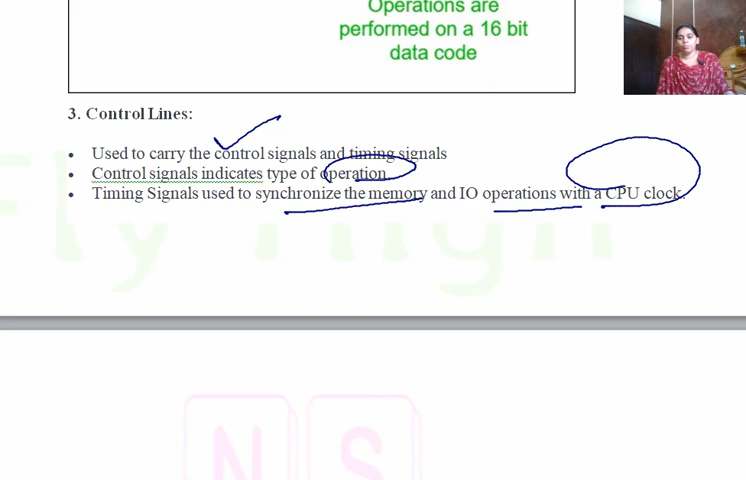 Operations are
performed on a 16 bit
data code
3. Control Lines:
• Used to carry the control signals and timing signals
• Control signals indicates type of operation
• Timing Signals used to synchronize the memory and IO operations with a CPU clock.
Fly High
N S